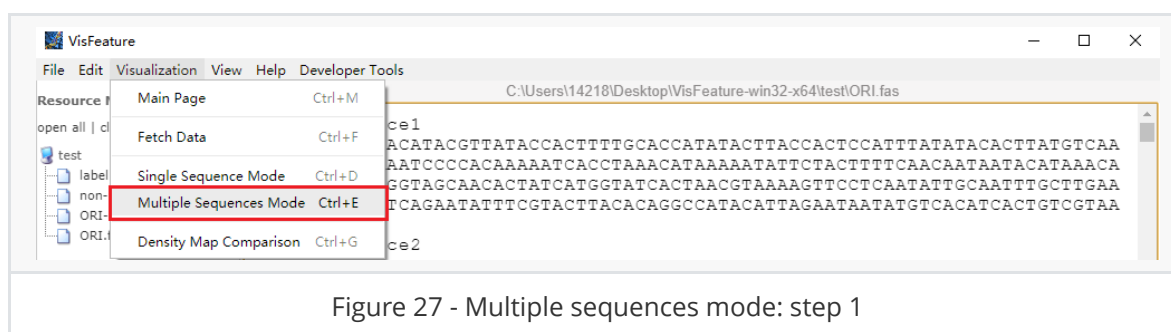 VisFeature
File Edit Visualization View Help Developer Tools
Resource
C:\Users\14218\Desktop\VisFeature-win32-x64\test\ORI.fas
Main Page Ctrl+M
open all | cl
ce1
Fetch Data Ctrl+F
ACATACGTTATACCACTTTTGCACCATATACTTACCACTCCATTTATATACACTTATGTCAA
test
AATCCCCACAAAAATCACCTAAACATAAAAATATTCTACTTTTCAACAATAATACATAAACA
label
Single Sequence Mode Ctrl+D
GGTAGCAACACTATCATGGTATCACTAACGTAAAAGTTCCTCAATATTGCAATTTGCTTGAA
non-
Multiple Sequences Mode Ctrl+E
TCAGAATATTTCGTACTTACACAGGCCATACATTAGAATAATATGTCACATCACTGTCGTAA
ORI-
ORI.f
Density Map Comparison Ctrl+G
ce2
Figure 27 - Multiple sequences mode: step 1